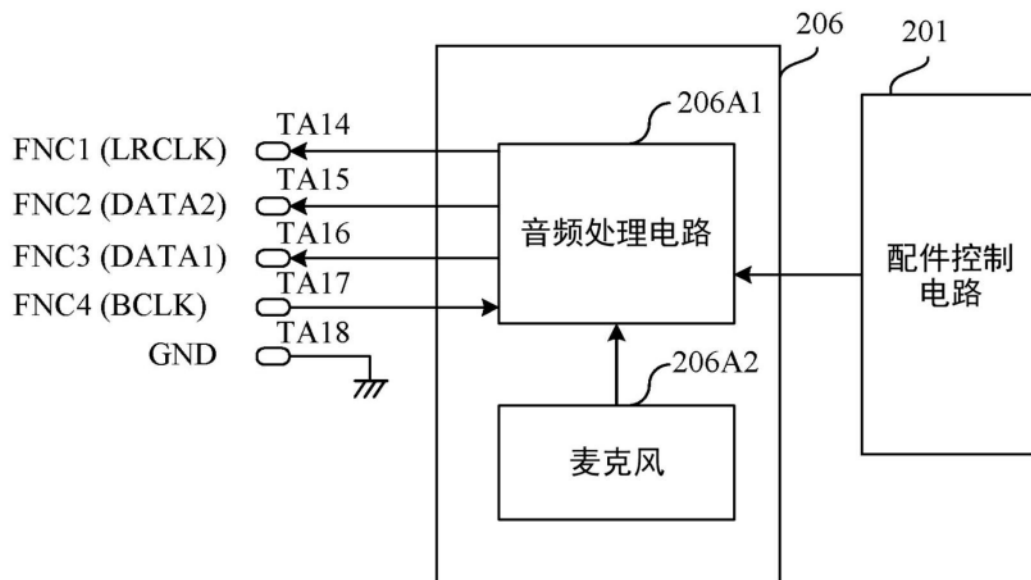 206
201
206A1
FNC1 (LRCLK)
TA14
FNC2 (DATA2)
TA15
FNC3 (DATA1)
TA16
FNC4 (BCLK)
TA17
GND
TA18
音频处理电路
配件控制
电路
206A2
麦克风